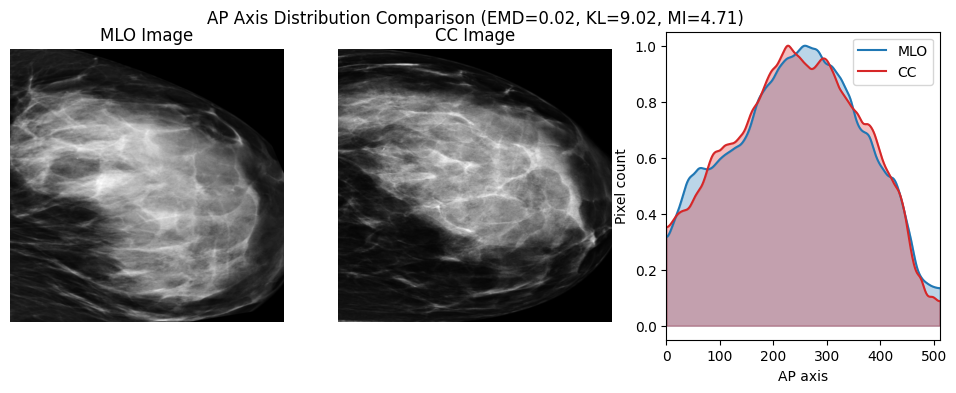 AP Axis Distribution Comparison (EMD=0.02, KL=9.02, MI=4.71)
MLO Image
CC Image
MLO
CC
Pixel count
1.0
0.8
0.6
0.4
0.2
0.0
0 100 200 300 400 500
AP axis